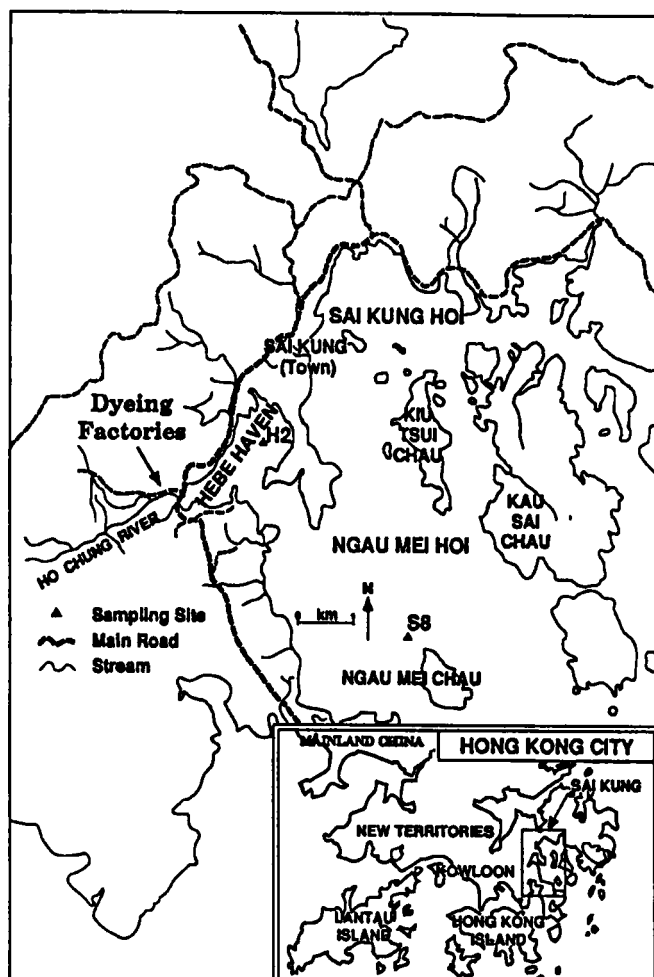 SAI KUNG HOI
SAI KUNG
(Town)
Dyeing
Factories
HEBE HAVEN
H2
KIU
TSUI
CHAU
KAU
SAI
CHAU
HO CHUNG RIVER
NGAU MEI HOI
km
N
S8
Sampling Site
Main Road
Stream
NGAU MEI CHAU
MAINLAND CHINA
HONG KONG CITY
SAI KUNG
NEW TERRITORIES
KOWLOON
LANTAU
ISLAND
HONG KONG
ISLAND